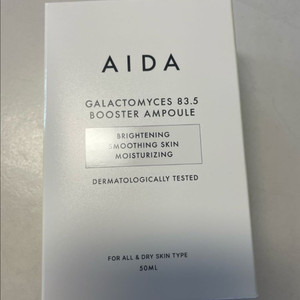 AIDA
GALACTOMYCES 83.5
BOOSTER AMPOULE
BRIGHTENING
SMOOTHING SKIN
MOISTURIZING
DERMATOLOGICALLY TESTED
FOR ALL & DRY SKIN TYPE
50ML